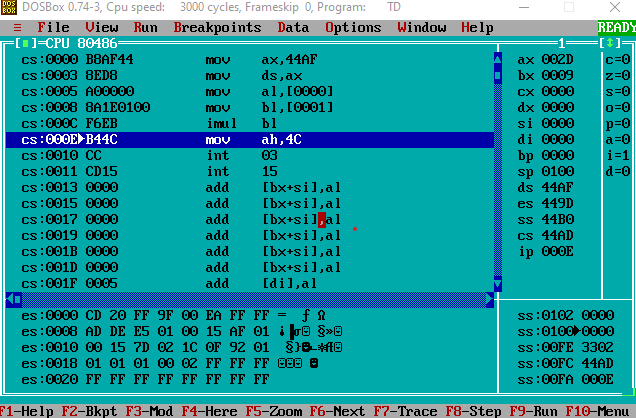 DOSBox 0.74-3, Cpu speed: 3000 cycles, Frameskip 0, Program: TD
≡ File Edit View Run Breakpoints Data Options Window Help READY
[■]=CPU 80486 1 [↕]
cs:0000 B8AF44 mov ax,44AF
cs:0003 8ED8 mov ds,ax
cs:0005 A00000 mov al,[0000]
cs:0008 8A1E0100 mov bl,[0001]
cs:000C F6EB imul bl
cs:000E►B44C mov ah,4C
cs:0010 CC int 03
cs:0011 CD15 int 15
cs:0013 0000 add [bx+si],al
cs:0015 0000 add [bx+si],al
cs:0017 0000 add [bx+si],al
cs:0019 0000 add [bx+si],al
cs:001B 0000 add [bx+si],al
cs:001D 0000 add [bx+si],al
cs:001F 0005 add [di],al
ax 002D c=0
bx 0009 z=0
cx 0000 s=0
dx 0000 o=0
si 0000 p=0
di 0000 a=0
bp 0000 i=1
sp 0100 d=0
ds 44AF
es 449D
ss 44B0
cs 44AD
ip 000E
es:0000 CD 20 FF 9F 00 EA FF FF
es:0008 AD DE E5 01 00 15 AF 01
es:0010 00 15 7D 02 1C 0F 92 01
es:0018 01 01 01 00 02 FF FF FF
es:0020 FF FF FF FF FF FF FF FF
ss:0102 0000
ss:0100►0000
ss:00FE 3302
ss:00FC 44AD
ss:00FA 000E
F1-Help F2-Bkpt F3-Mod F4-Here F5-Zoom F6-Next F7-Trace F8-Step F9-Run F10-Menu